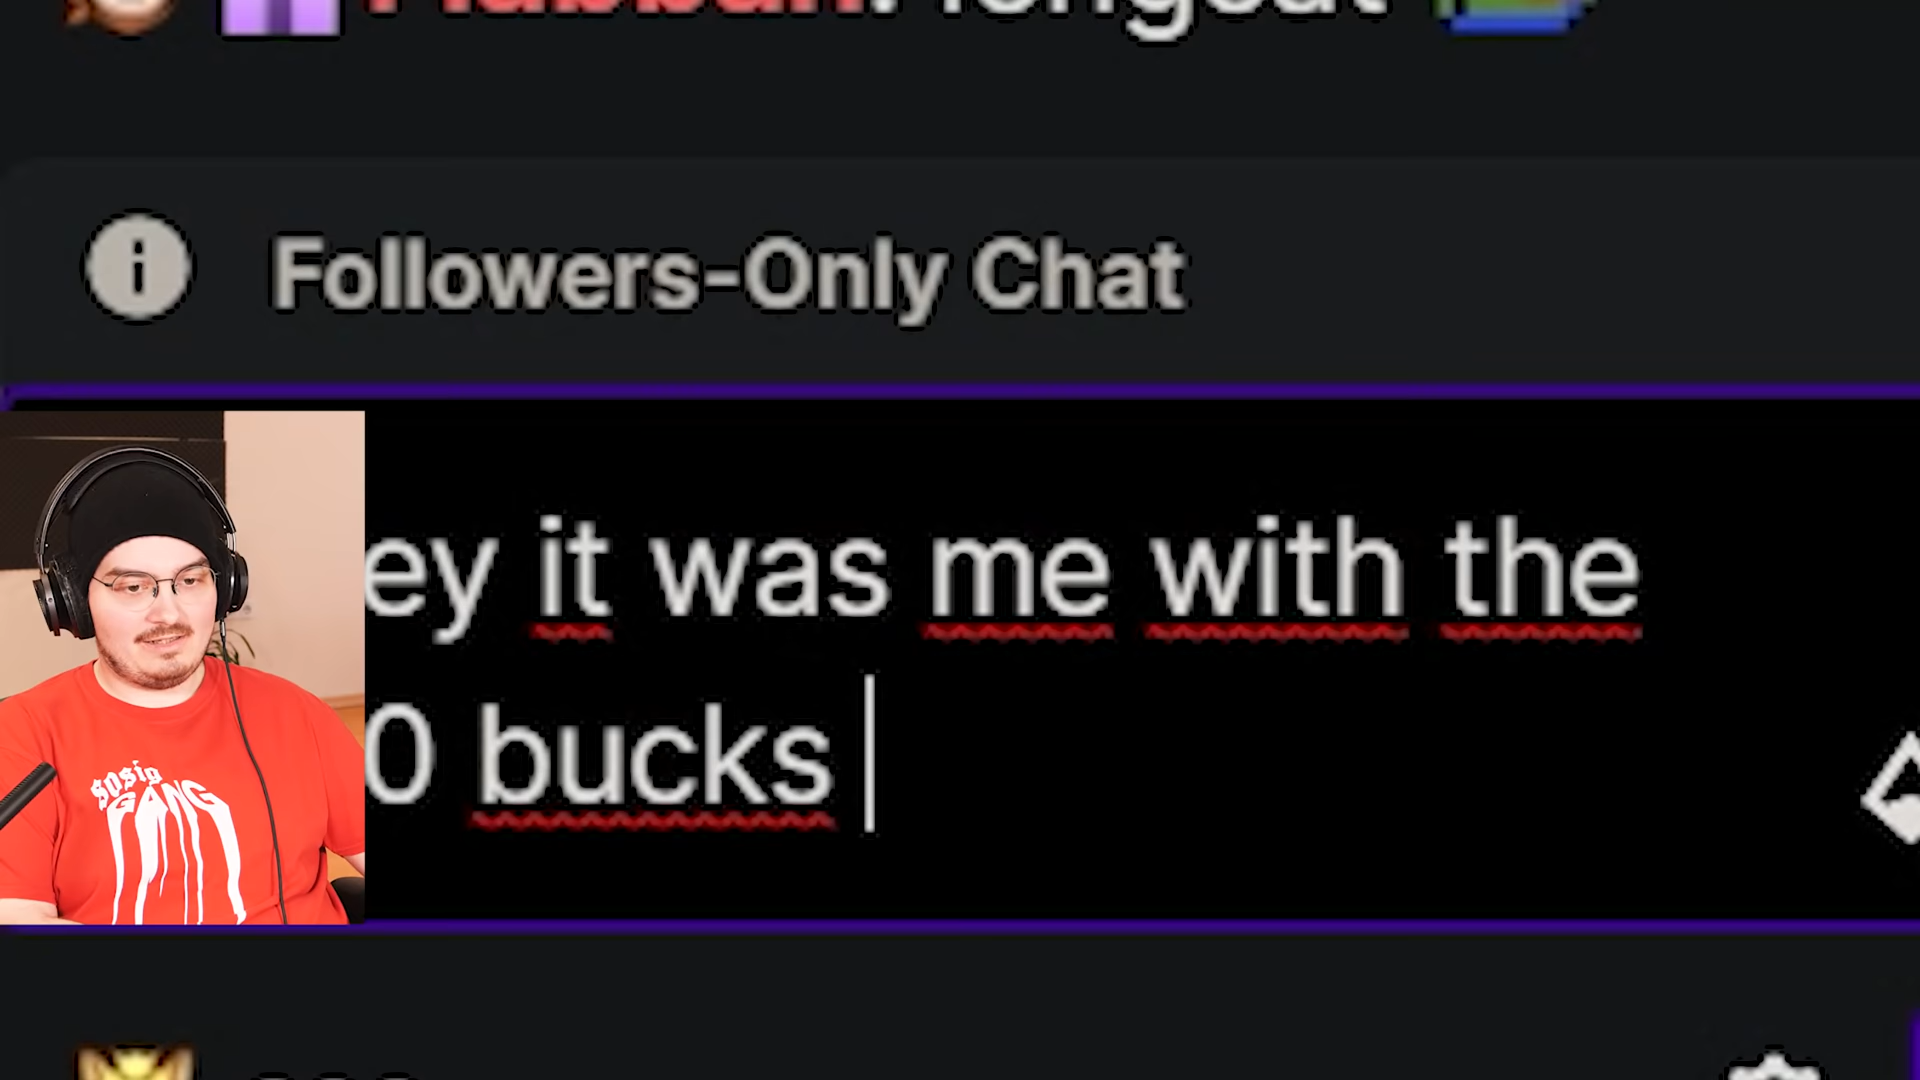 Followers-Only Chat
ey it was me with the
0 bucks
sosig
GANG